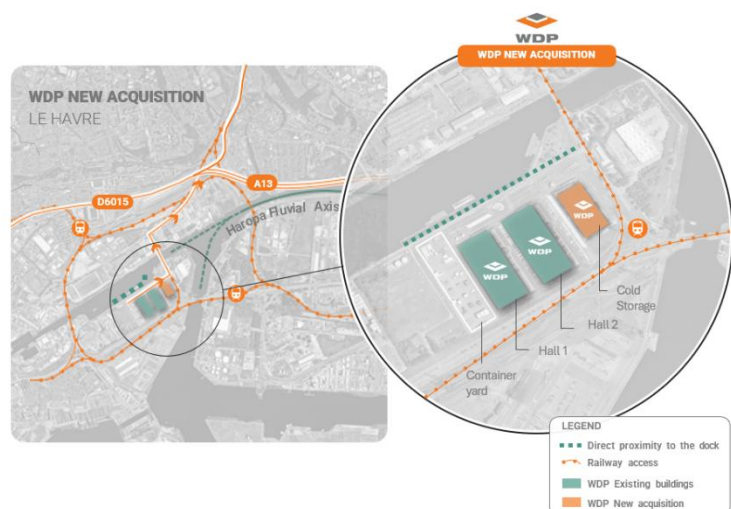 WDP
WDP NEW ACQUISITION
WDP NEW ACQUISITION
LE HAVRE
D6015
A13
Haropa Fluvial Axis
WDP
WDP
WDP
Cold
Storage
Hall 2
Hall 1
Container
yard
LEGEND
Direct proximity to the dock
Railway access
WDP Existing buildings
WDP New acquisition